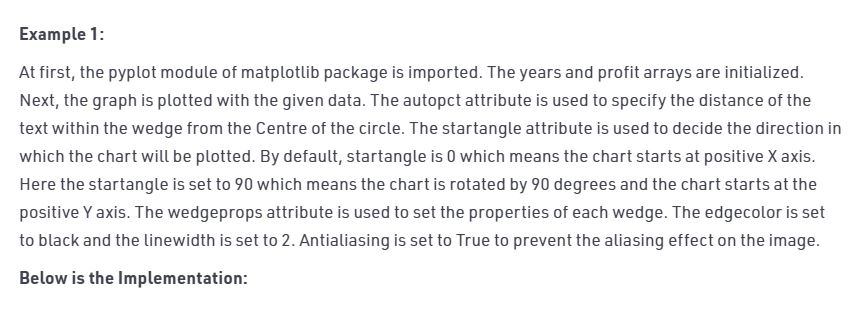 Example 1:
At first, the pyplot module of matplotlib package is imported. The years and profit arrays are initialized.
Next, the graph is plotted with the given data. The autopct attribute is used to specify the distance of the
text within the wedge from the Centre of the circle. The startangle attribute is used to decide the direction in
which the chart will be plotted. By default, startangle is 0 which means the chart starts at positive X axis.
Here the startangle is set to 90 which means the chart is rotated by 90 degrees and the chart starts at the
positive Y axis. The wedgeprops attribute is used to set the properties of each wedge. The edgecolor is set
to black and the linewidth is set to 2. Antialiasing is set to True to prevent the aliasing effect on the image.
Below is the Implementation: